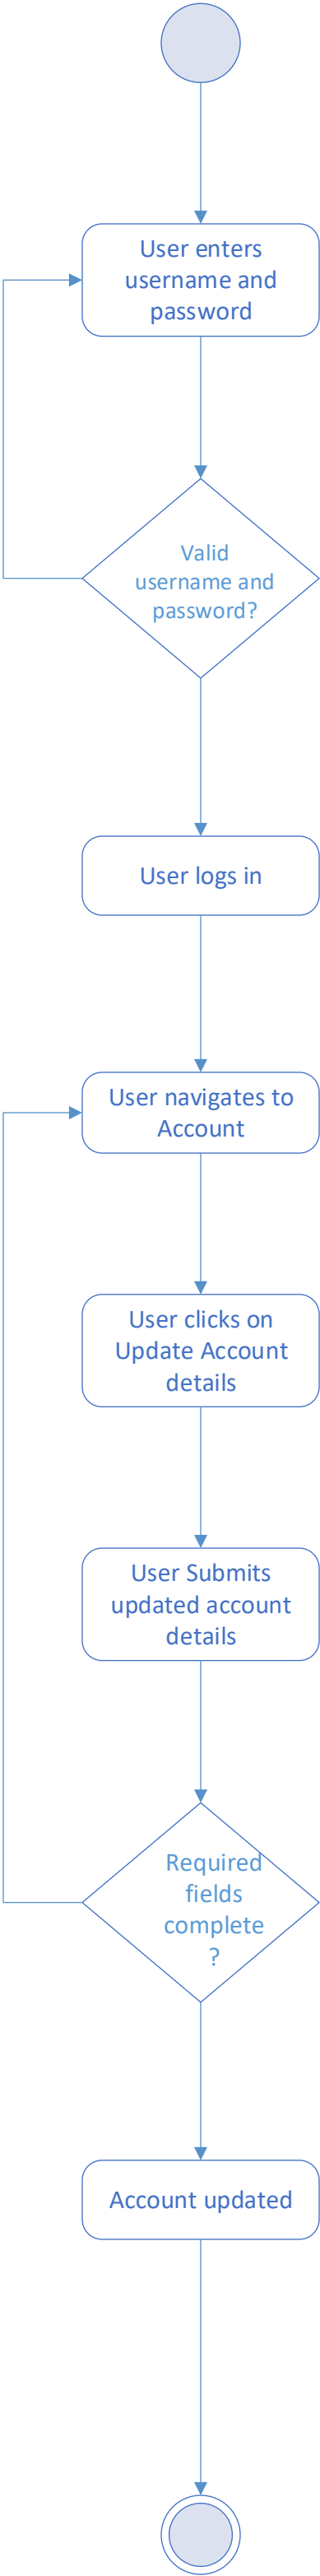 User enters
username and
password
Valid
username and
password?
User logs in
User navigates to
Account
User clicks on
Update Account
details
User Submits
updated account
details
Required
fields
complete
?
Account updated